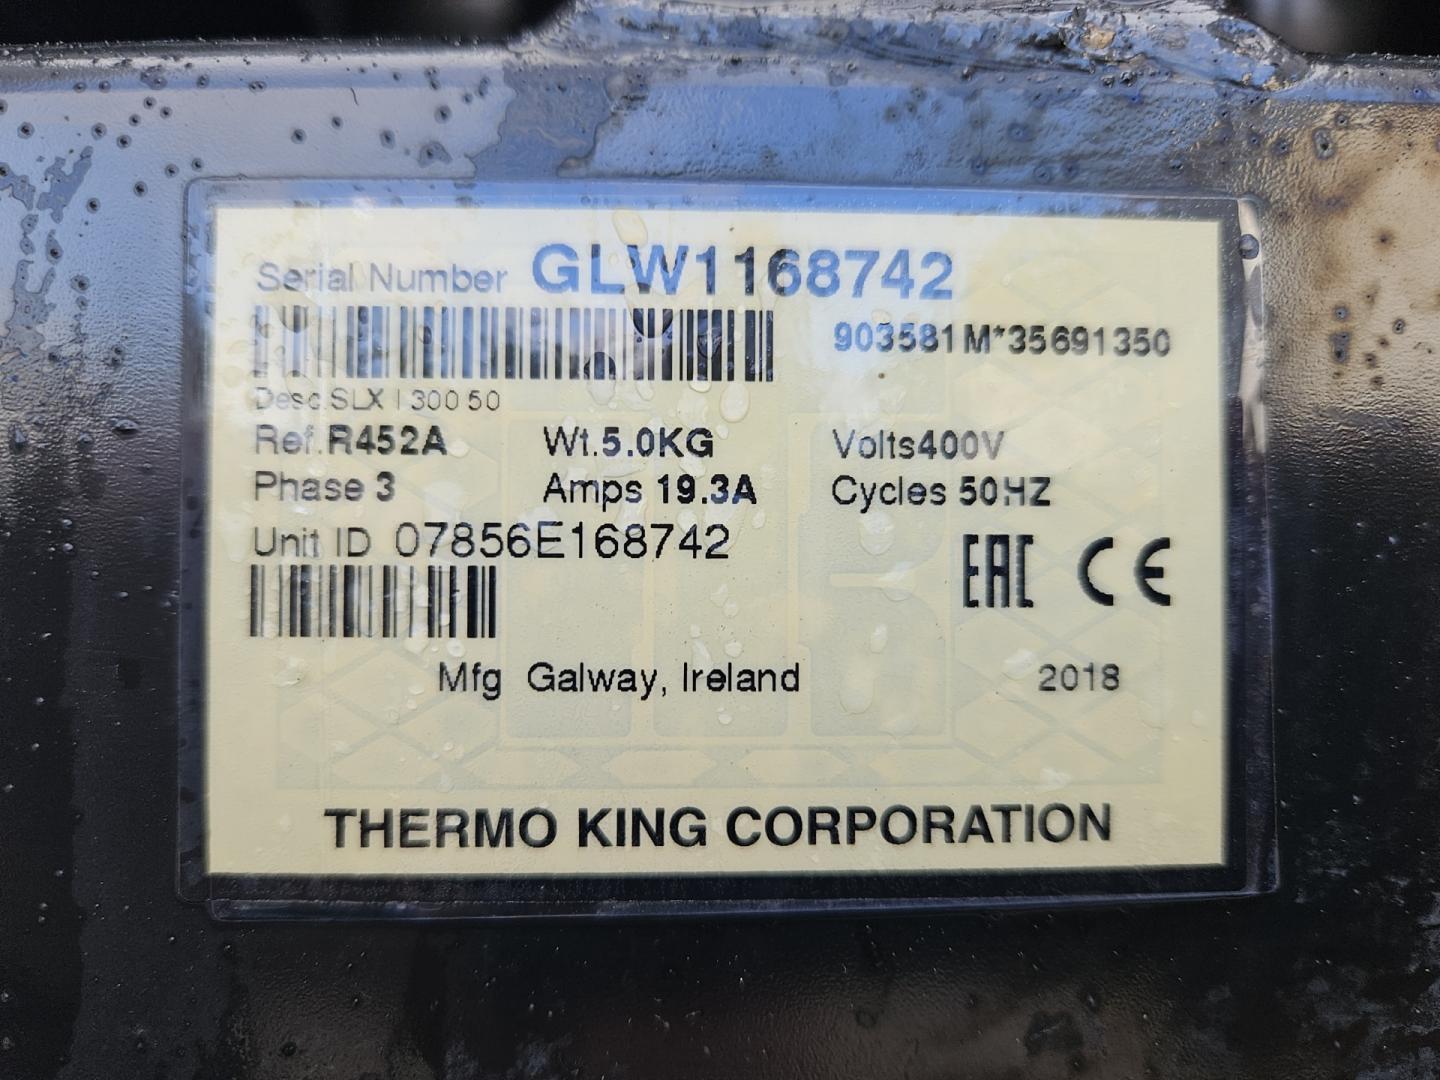 Serial Number GLW1168742
903581M*35691350
Desc.SLX I 300 50
Ref.R452A Wt.5.0KG Volts400V
Phase 3 Amps 19.3A Cycles 50HZ
Unit ID 07856E168742
EAC CE
Mfg Galway, Ireland 2018
THERMO KING CORPORATION